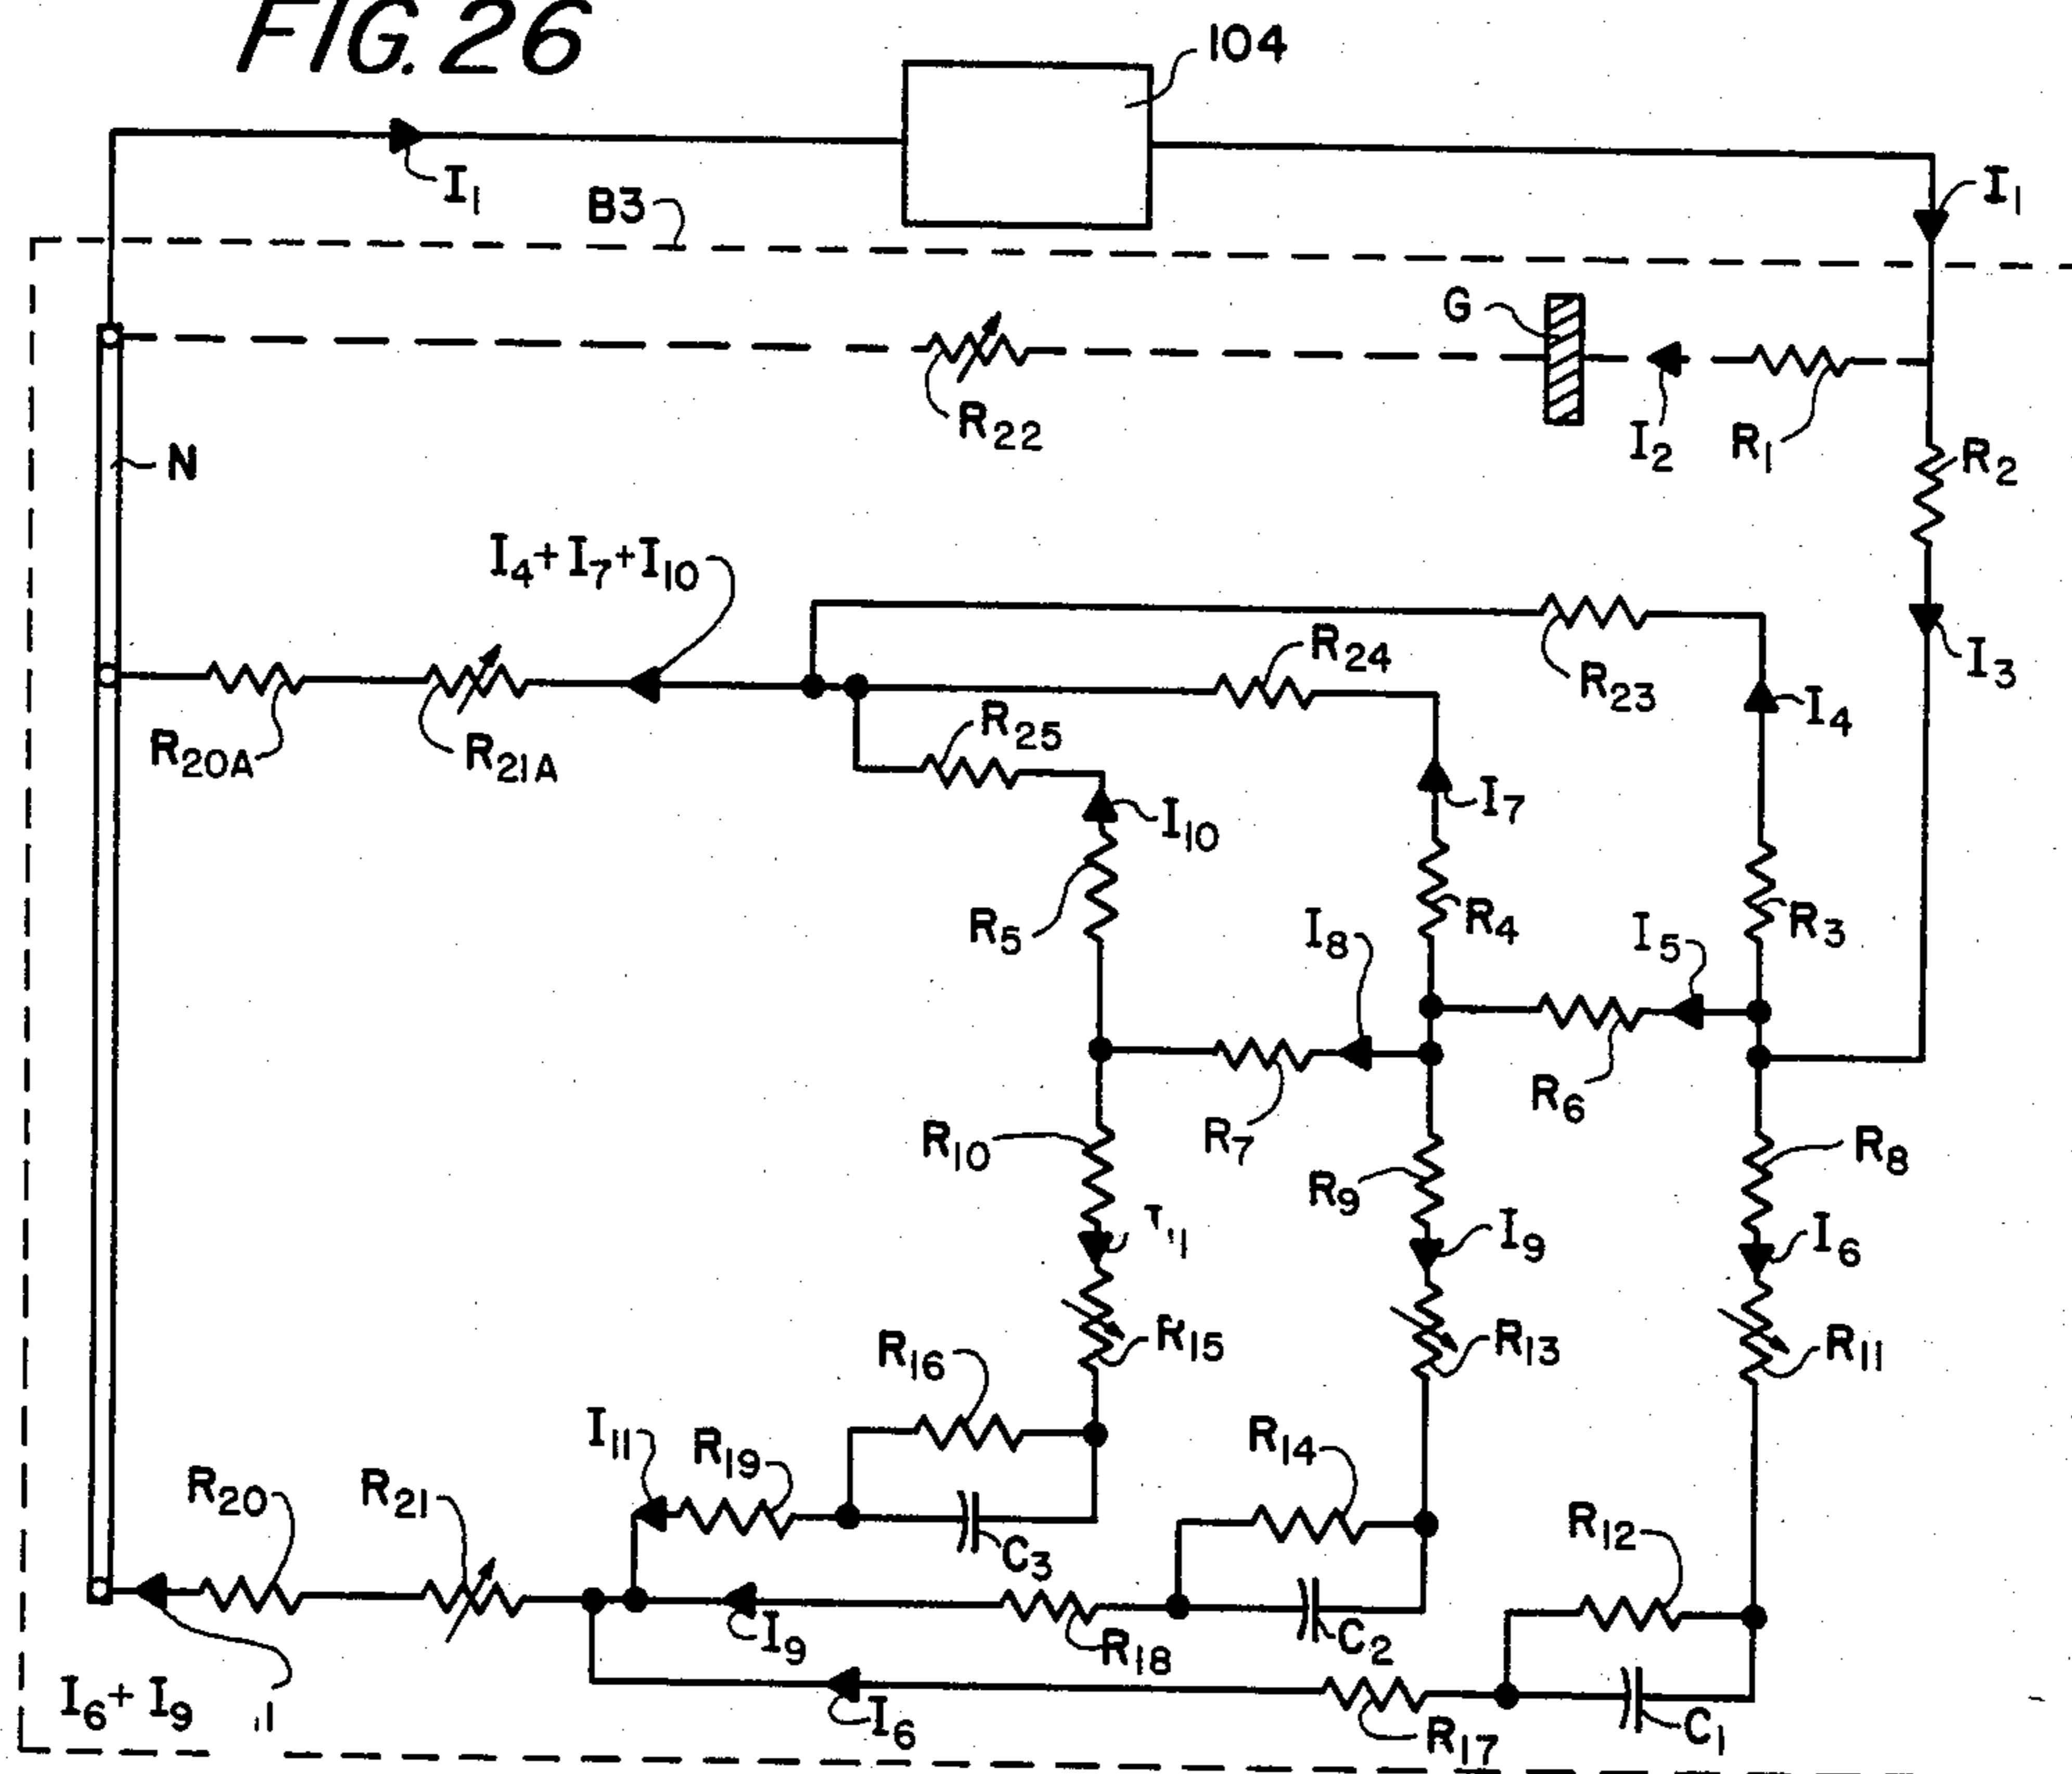 FIG. 26
104
I1
I1
B3
G
I2
R1
R2
R22
N
I4+I7+I10
I3
R24
R23
I4
R25
R20A
R21A
I7
I10
R5
R4
R3
I8
I5
R6
R7
R10
R9
R8
I9
I6
R15
R13
R11
R16
I11
R19
R14
R20
R21
R12
C3
I9
R18
C2
I6+I9
I6
R17
C1